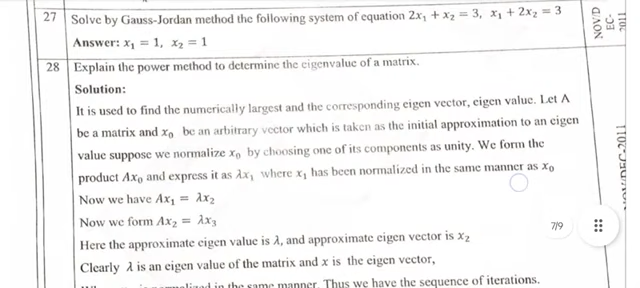 27 Solve by Gauss-Jordan method the following system of equation 2x₁ + x₂ = 3, x₁ + 2x₂ = 3
Answer: x₁ = 1, x₂ = 1
NOV/D
EC-
2011
28 Explain the power method to determine the eigenvalue of a matrix.
Solution:
It is used to find the numerically largest and the corresponding eigen vector, eigen value. Let A
be a matrix and x₀ be an arbitrary vector which is taken as the initial approximation to an eigen
value suppose we normalize x₀ by choosing one of its components as unity. We form the
product Ax₀ and express it as λx₁ where x₁ has been normalized in the same manner as x₀
Now we have Ax₁ = λx₂
Now we form Ax₂ = λx₃
Here the approximate eigen value is λ, and approximate eigen vector is x₂
Clearly λ is an eigen value of the matrix and x is the eigen vector,
in the same manner. Thus we have the sequence of iterations.
NOV/DEC-2011
7/9